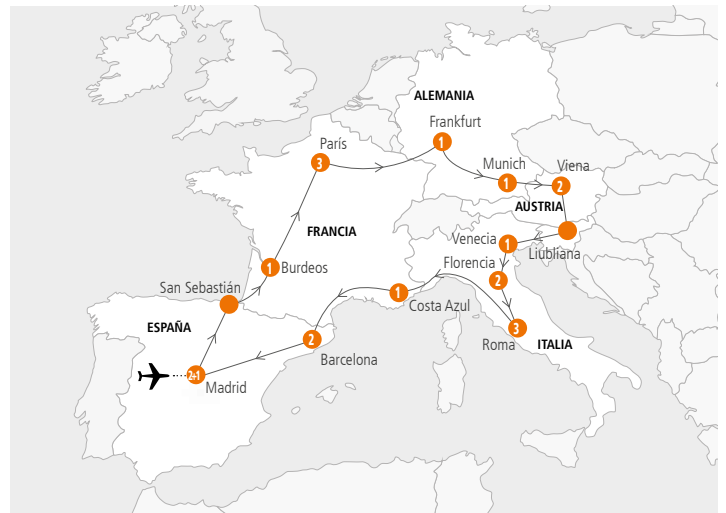 ALEMANIA
Frankfurt
1
París
3
Munich
1
Viena
2
AUSTRIA
FRANCIA
Venecia
1
Liubliana
Burdeos
1
Florencia
2
San Sebastián
1
Costa Azul
ESPAÑA
3
Roma
ITALIA
2
Barcelona
2+1
Madrid